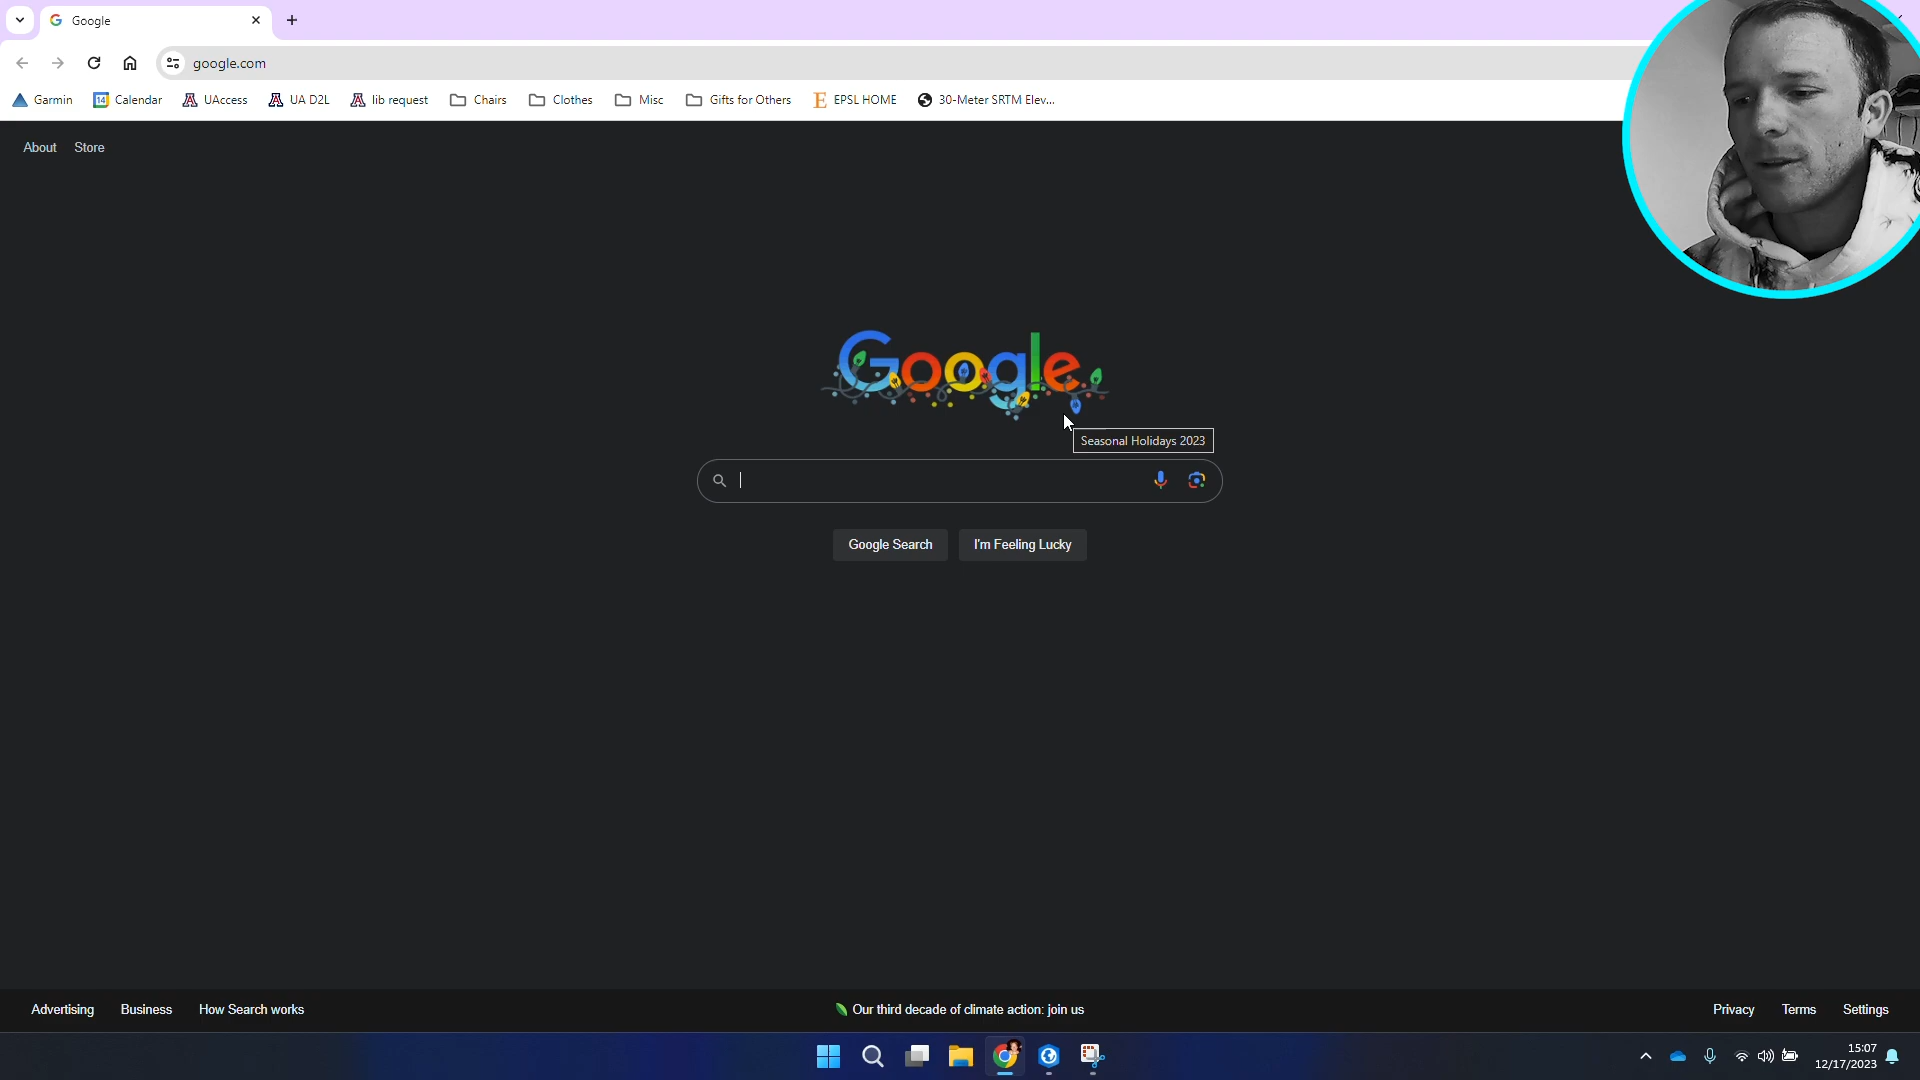 Google
google.com
Garmin
14 Calendar
UAccess
UA D2L
lib request
Chairs
Clothes
Misc
Gifts for Others
E EPSL HOME
30-Meter SRTM Elev...
About Store
Google
Seasonal Holidays 2023
Google Search
I'm Feeling Lucky
Advertising Business How Search works
Our third decade of climate action: join us
Privacy Terms Settings
15:07
12/17/2023